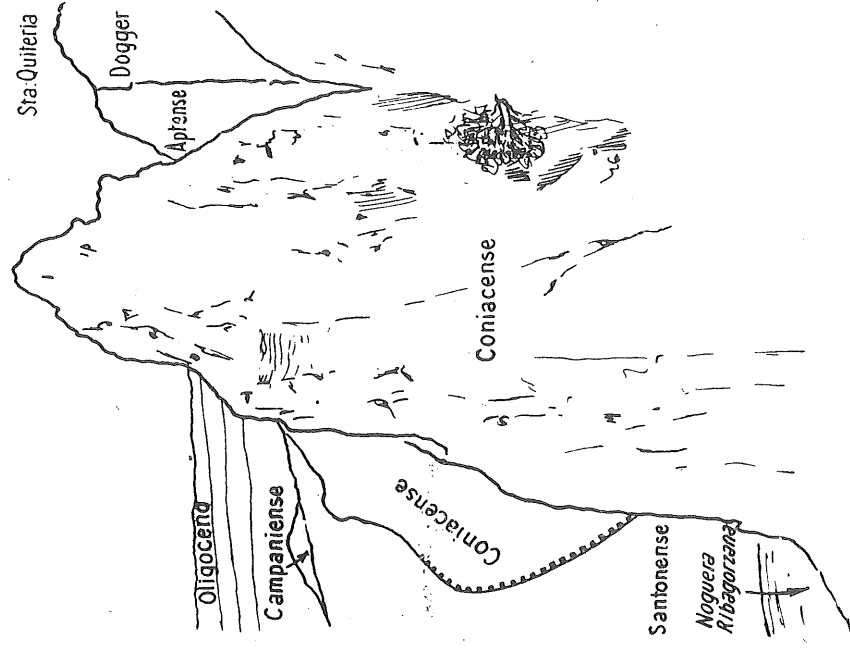 Sta:Quiteria
Dogger
Aptense
Oligoceno
Campaniense
Coniacense
Coniacense
Santonense
Noguera
Ribagorzana